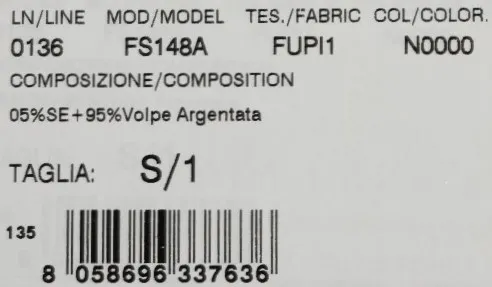 LN/LINE MOD/MODEL TES./FABRIC COL/COLOR.
0136 FS148A FUPI1 N0000
COMPOSIZIONE/COMPOSITION
05%SE+95%Volpe Argentata
TAGLIA: S/1
135
8 058696 337636